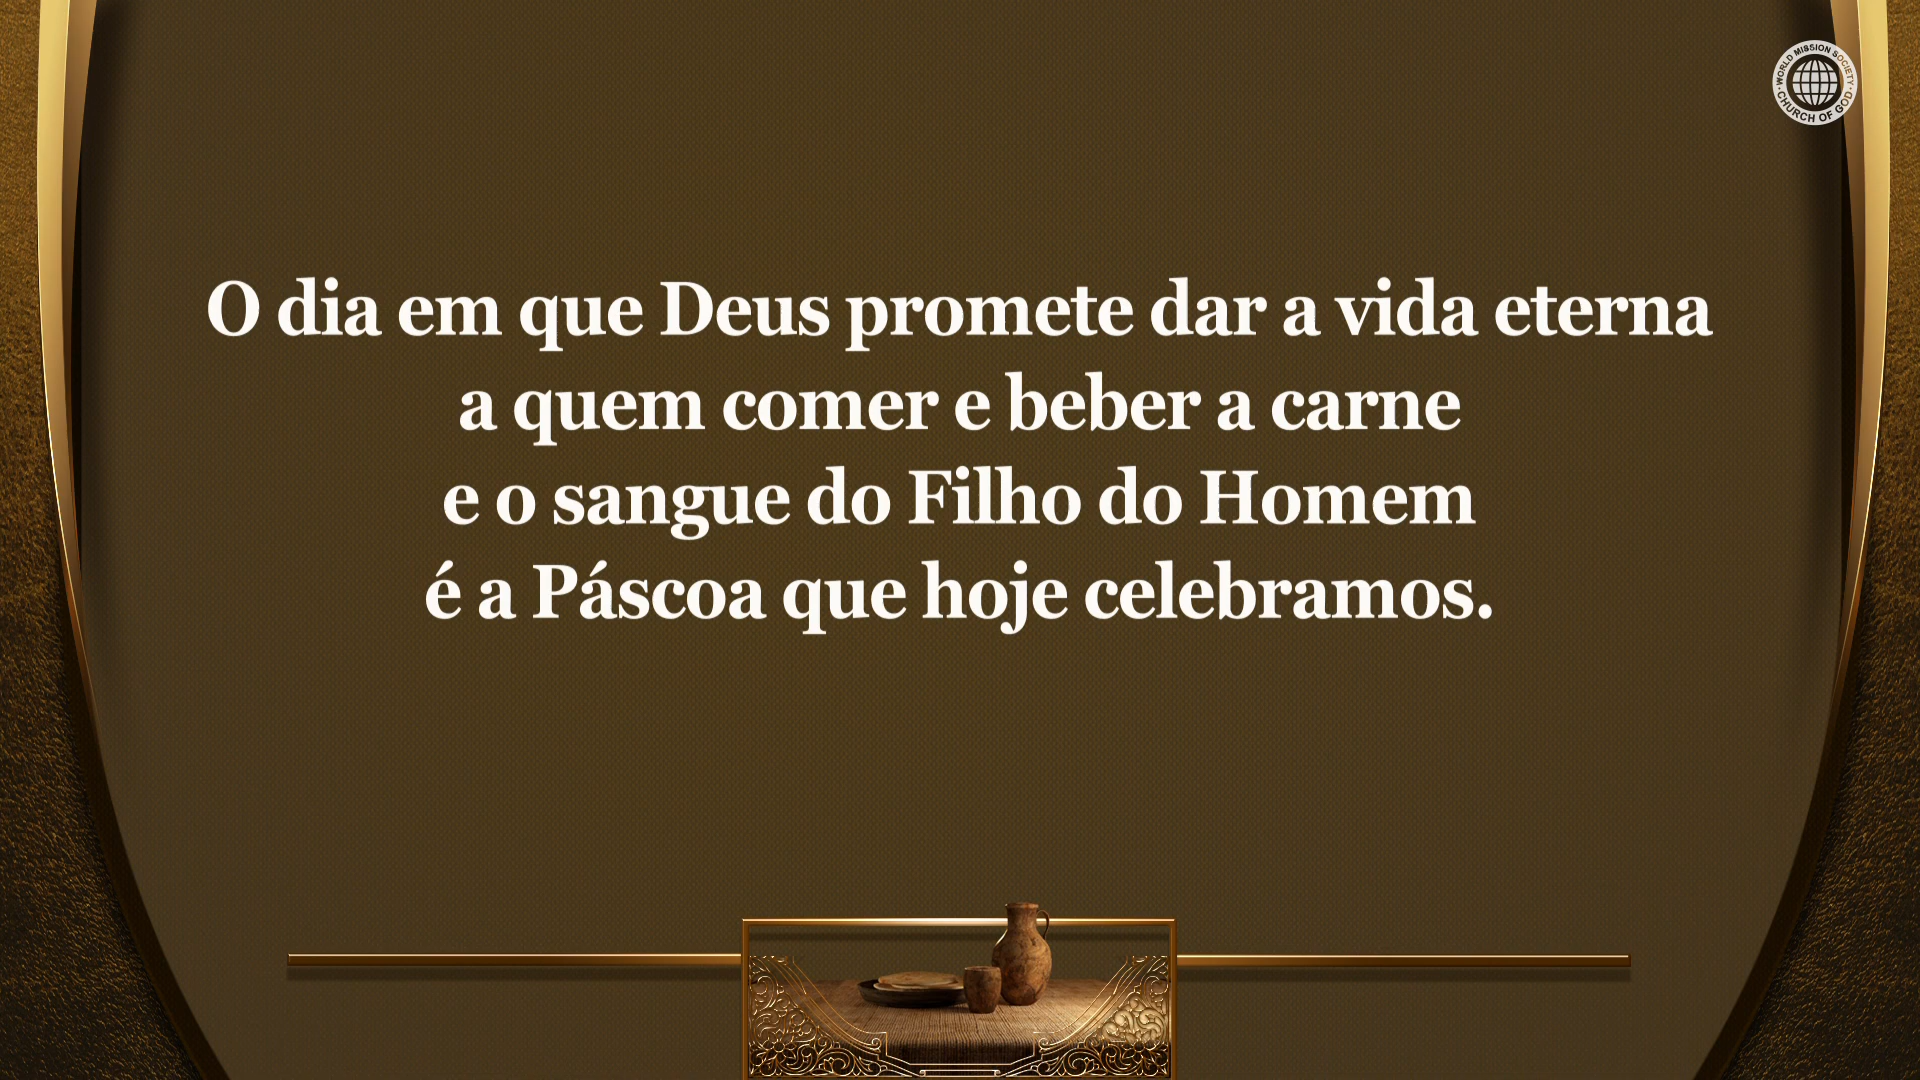 WORLD MISSION SOCIETY
CHURCH OF GOD
O dia em que Deus promete dar a vida eterna
a quem comer e beber a carne
e o sangue do Filho do Homem
é a Páscoa que hoje celebramos.